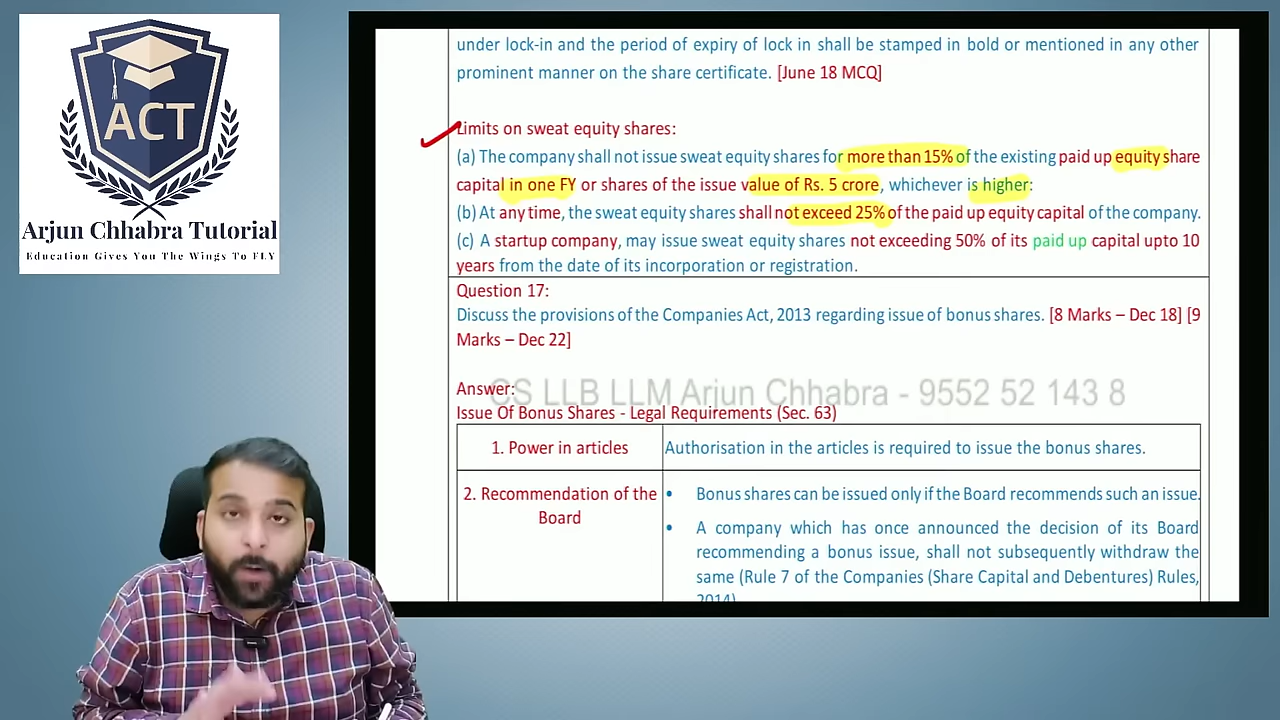 ACT
Arjun Chhabra Tutorial
Education Gives You The Wings To FLY
under lock-in and the period of expiry of lock in shall be stamped in bold or mentioned in any other
prominent manner on the share certificate. [June 18 MCQ]
Limits on sweat equity shares:
(a) The company shall not issue sweat equity shares for more than 15% of the existing paid up equity share
capital in one FY or shares of the issue value of Rs. 5 crore, whichever is higher:
(b) At any time, the sweat equity shares shall not exceed 25% of the paid up equity capital of the company.
(c) A startup company, may issue sweat equity shares not exceeding 50% of its paid up capital upto 10
years from the date of its incorporation or registration.
Question 17:
Discuss the provisions of the Companies Act, 2013 regarding issue of bonus shares. [8 Marks – Dec 18] [9
Marks – Dec 22]
CS LLB LLM Arjun Chhabra - 9552 52 143 8
Answer:
Issue Of Bonus Shares - Legal Requirements (Sec. 63)
1. Power in articles
Authorisation in the articles is required to issue the bonus shares.
2. Recommendation of the
Board
• Bonus shares can be issued only if the Board recommends such an issue.
• A company which has once announced the decision of its Board
recommending a bonus issue, shall not subsequently withdraw the
same (Rule 7 of the Companies (Share Capital and Debentures) Rules,
2014)